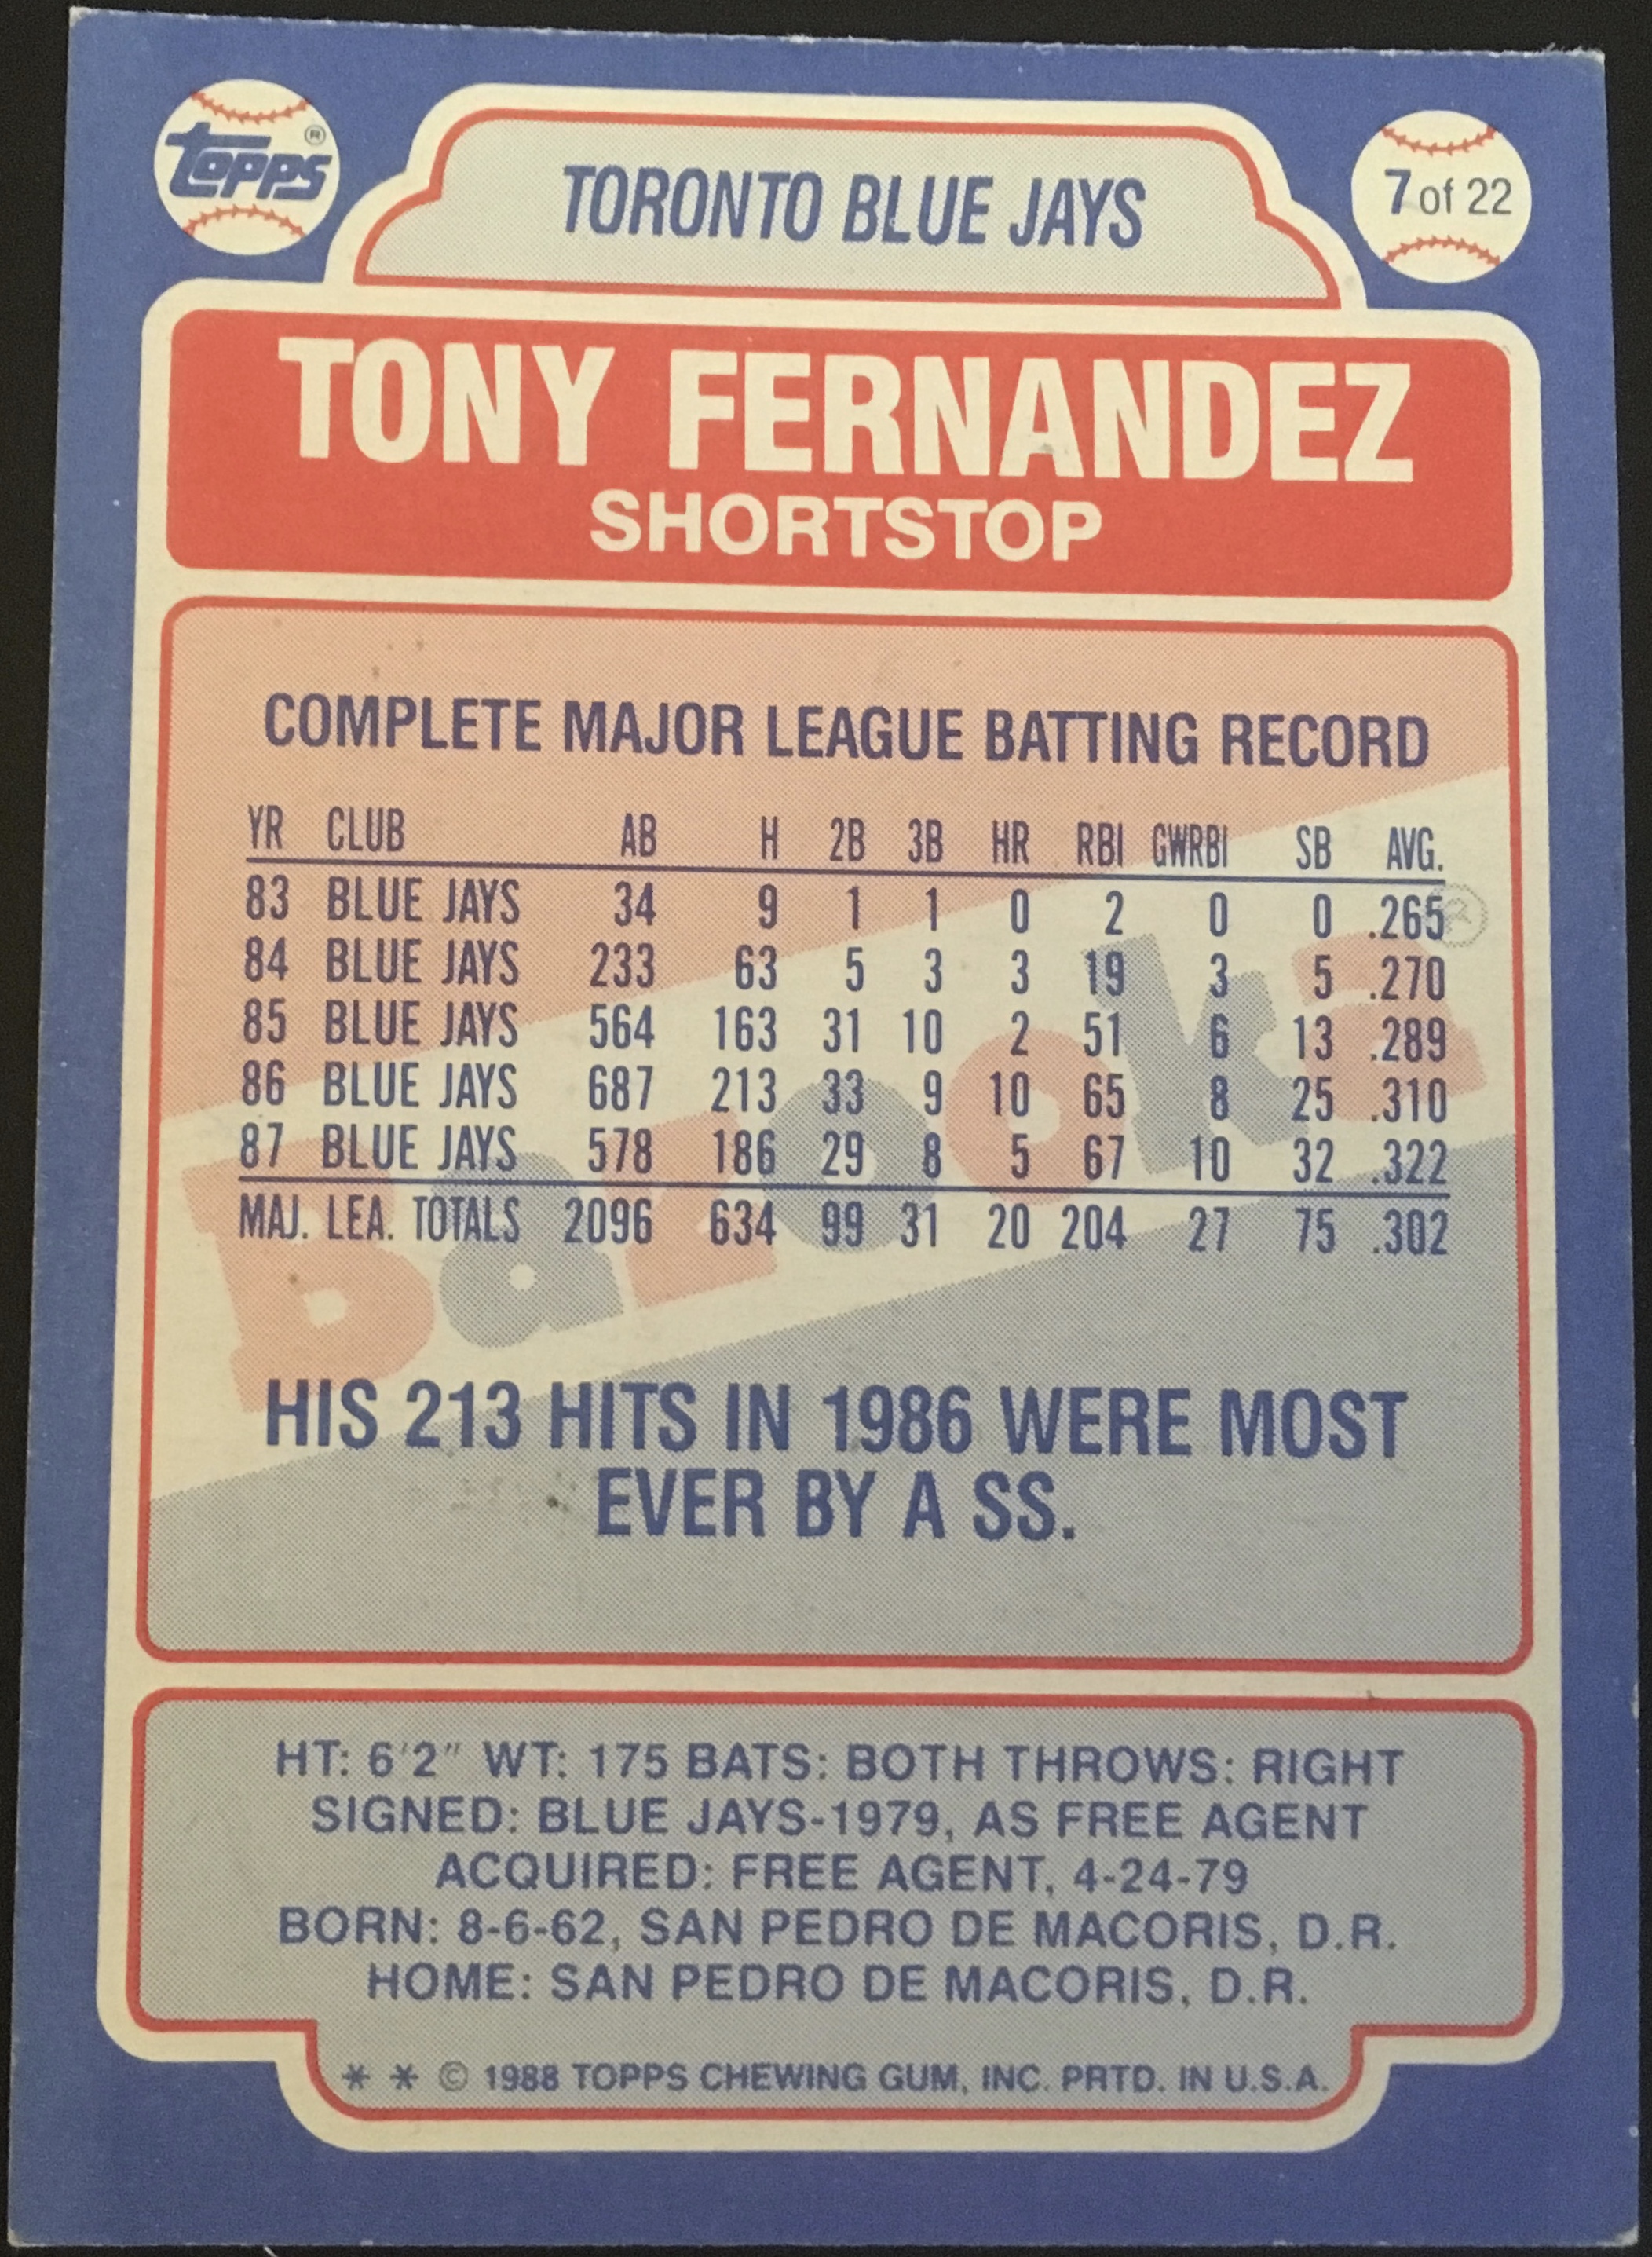 TOPPS ®
TORONTO BLUE JAYS
7 of 22
TONY FERNANDEZ
SHORTSTOP
COMPLETE MAJOR LEAGUE BATTING RECORD
YR CLUB AB H 2B 3B HR RBI GWRBI SB AVG.
83 BLUE JAYS 34 9 1 1 0 2 0 0 .265
84 BLUE JAYS 233 63 5 3 3 19 3 5 .270
85 BLUE JAYS 564 163 31 10 2 51 6 13 .289
86 BLUE JAYS 687 213 33 9 10 65 8 25 .310
87 BLUE JAYS 578 186 29 8 5 67 10 32 .322
MAJ. LEA. TOTALS 2096 634 99 31 20 204 27 75 .302
Bazooka ®
HIS 213 HITS IN 1986 WERE MOST
EVER BY A SS.
HT: 6'2" WT: 175 BATS: BOTH THROWS: RIGHT
SIGNED: BLUE JAYS-1979, AS FREE AGENT
ACQUIRED: FREE AGENT, 4-24-79
BORN: 8-6-62, SAN PEDRO DE MACORIS, D.R.
HOME: SAN PEDRO DE MACORIS, D.R.
* * © 1988 TOPPS CHEWING GUM, INC. PRTD. IN U.S.A.